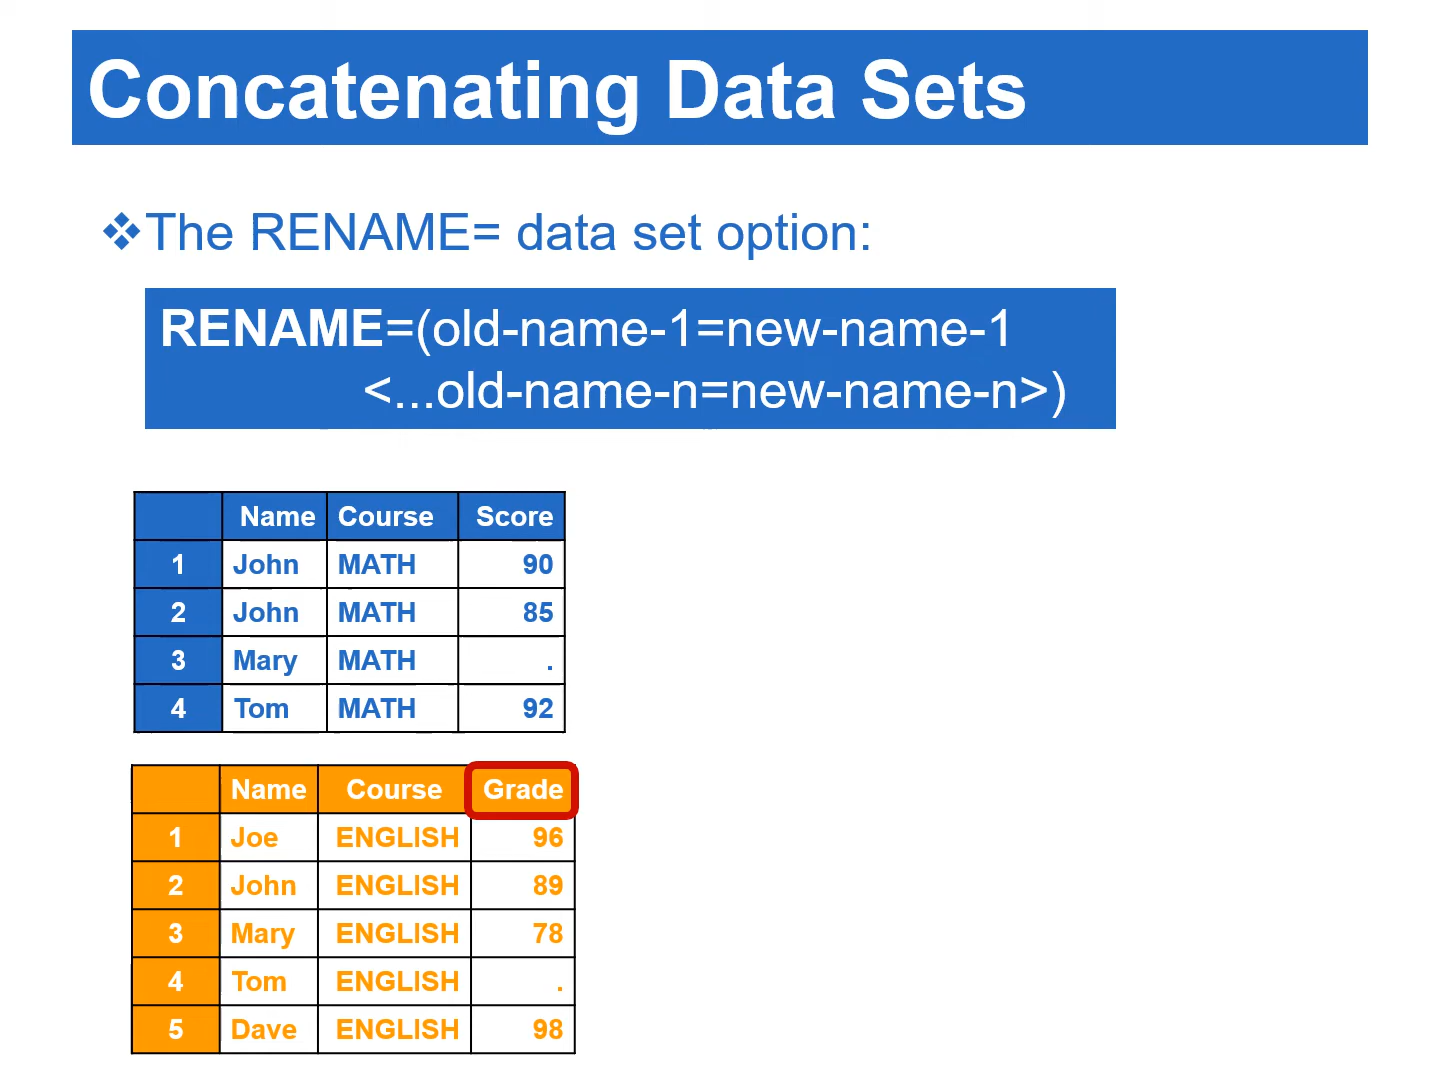 Concatenating Data Sets
❖The RENAME= data set option:
RENAME=(old-name-1=new-name-1
<...old-name-n=new-name-n>)
Name Course Score
1 John MATH 90
2 John MATH 85
3 Mary MATH .
4 Tom MATH 92
Name Course Grade
1 Joe ENGLISH 96
2 John ENGLISH 89
3 Mary ENGLISH 78
4 Tom ENGLISH .
5 Dave ENGLISH 98